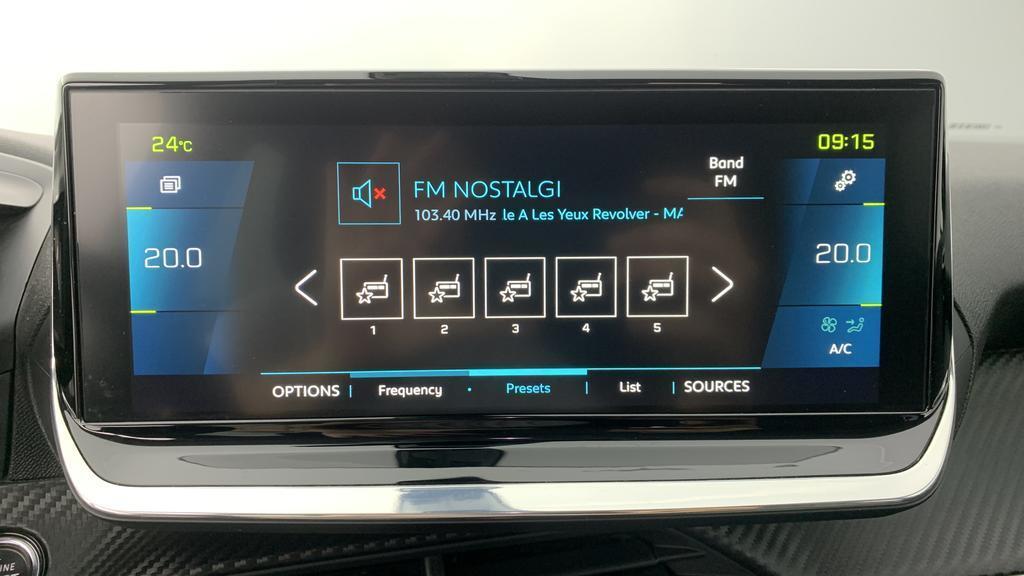 24°C
09:15
Band
FM
FM NOSTALGI
103.40 MHz le A Les Yeux Revolver - MA
20.0
20.0
1 2 3 4 5
A/C
OPTIONS | Frequency • Presets | List | SOURCES